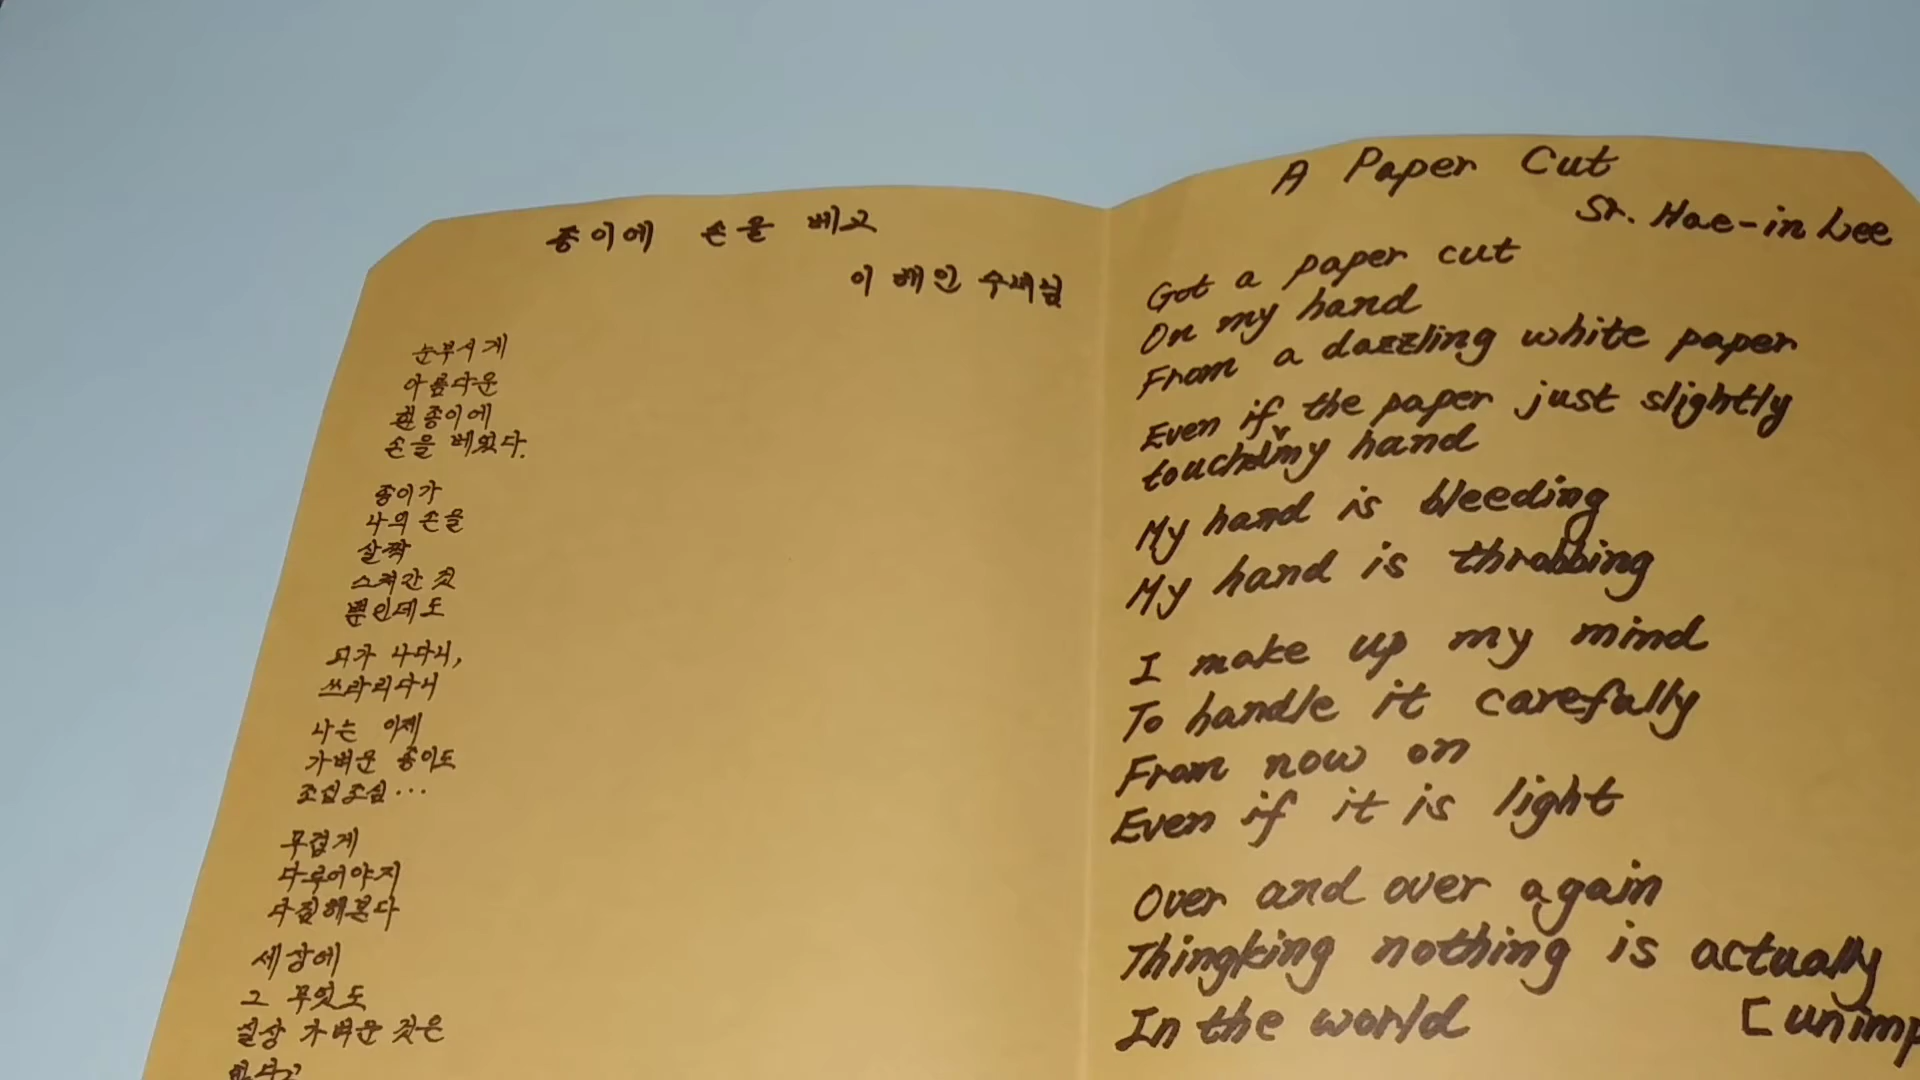 종이에 손을 베고
이 해인 수녀님
눈부시게
아름다운
흰 종이에
손을 베었다.
종이가
나의 손을
살짝
스쳐간 것
뿐인데도
피가 나다니,
쓰라리다니
나는 이제
가벼운 종이도
조심조심...
무겁게
다루어야지
다짐해본다
세상에
그 무엇도
실상 가벼운 것은
A Paper Cut
Sr. Hae-in Lee
Got a paper cut
On my hand
From a dazzling white paper
Even if the paper just slightly
touched my hand
My hand is bleeding
My hand is throbbing
I make up my mind
To handle it carefully
From now on
Even if it is light
Over and over again
Thingking nothing is actually
In the world [unimp